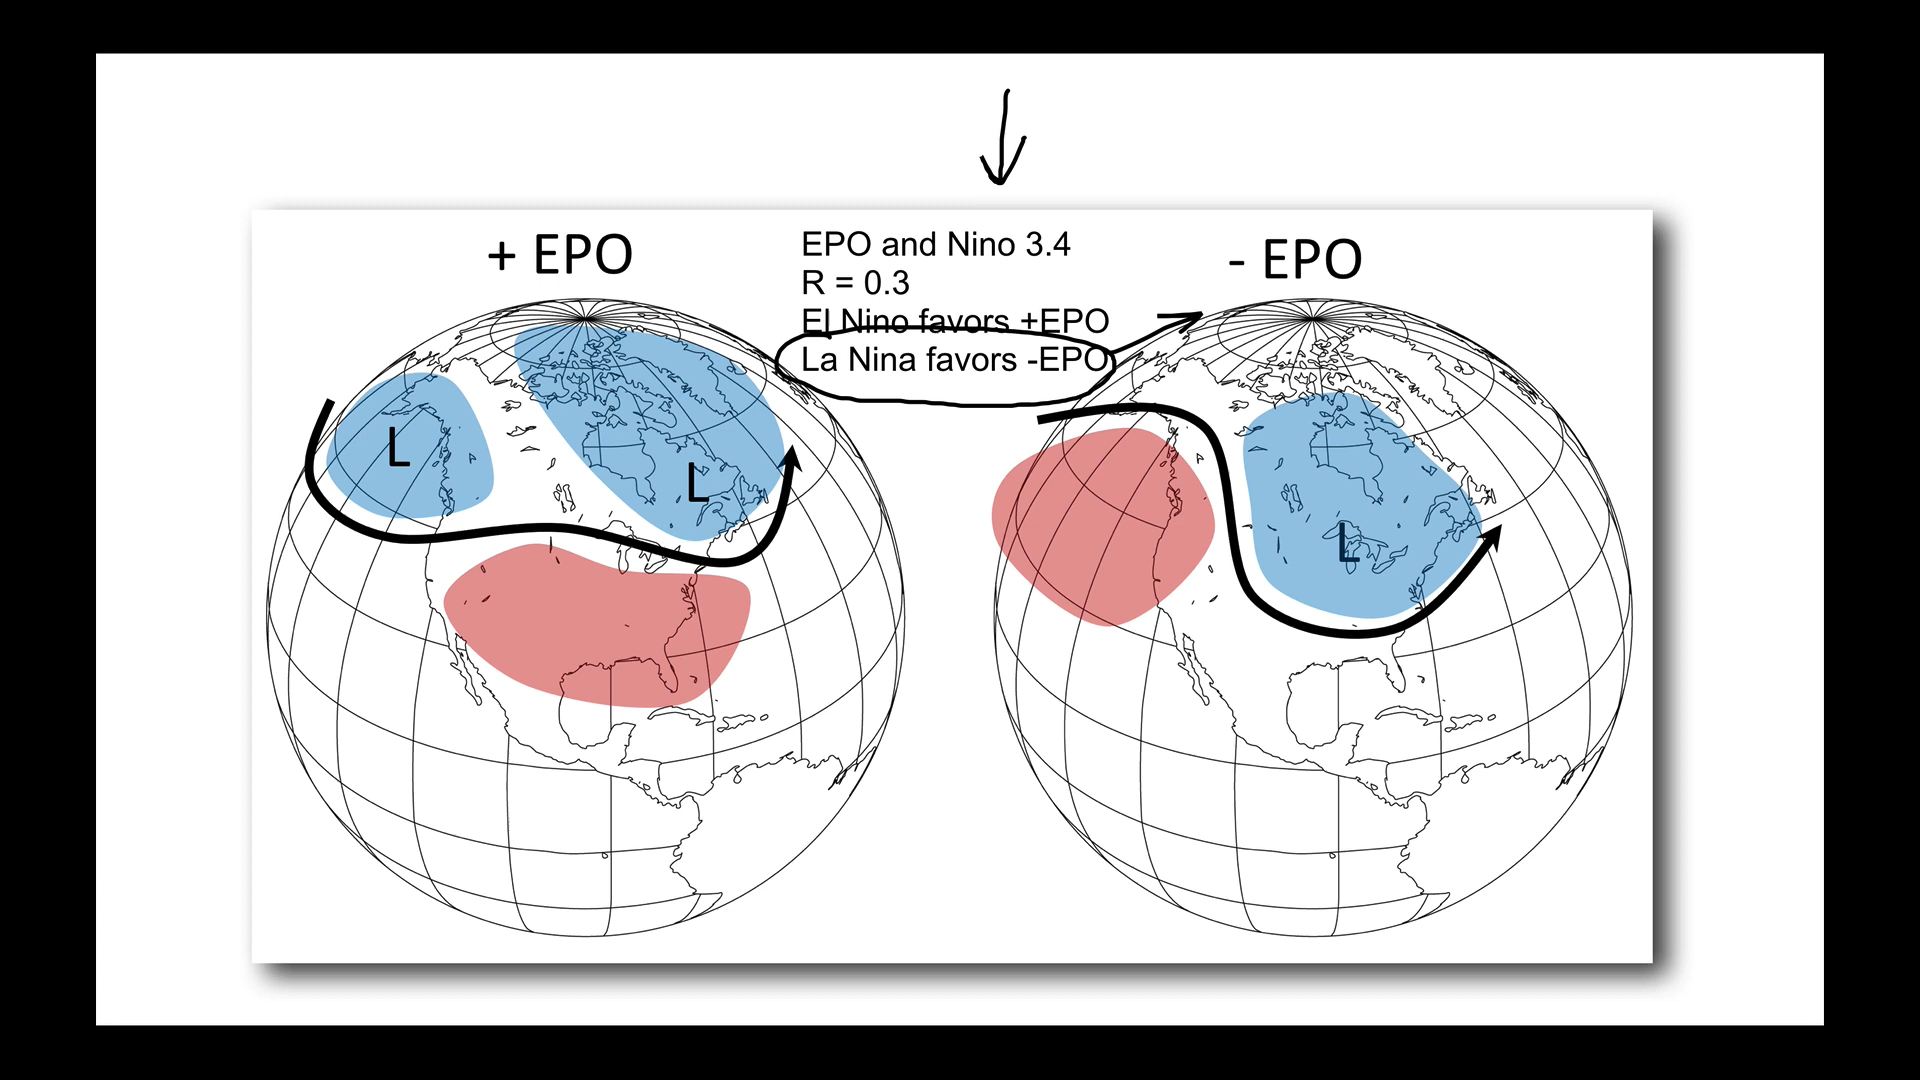 + EPO
EPO and Nino 3.4
R = 0.3
El Nino favors +EPO
La Nina favors -EPO
- EPO
L
L
L